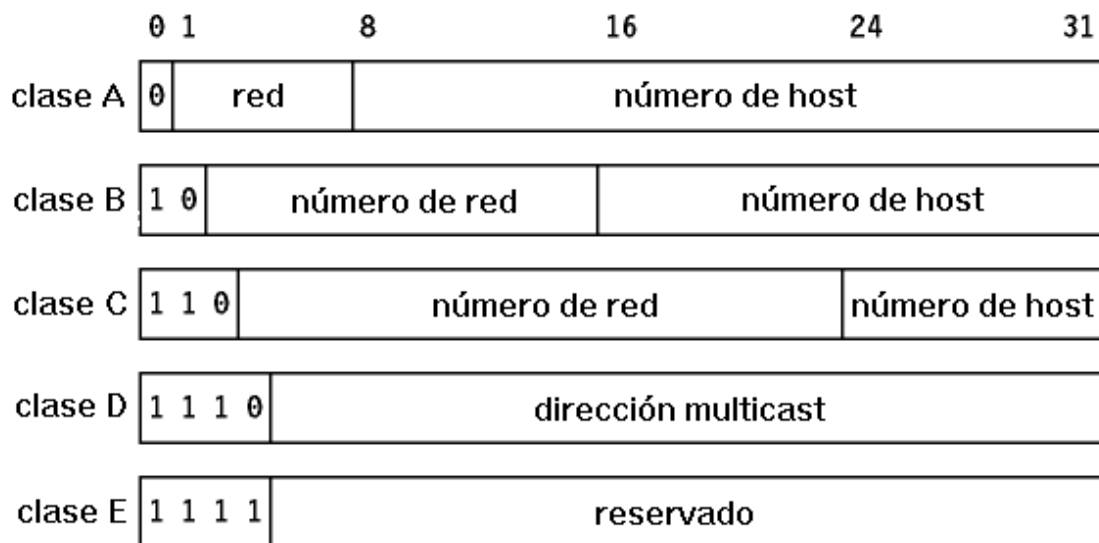 0 1 8 16 24 31
clase A 0 red número de host
clase B 1 0 número de red número de host
clase C 1 1 0 número de red número de host
clase D 1 1 1 0 dirección multicast
clase E 1 1 1 1 reservado